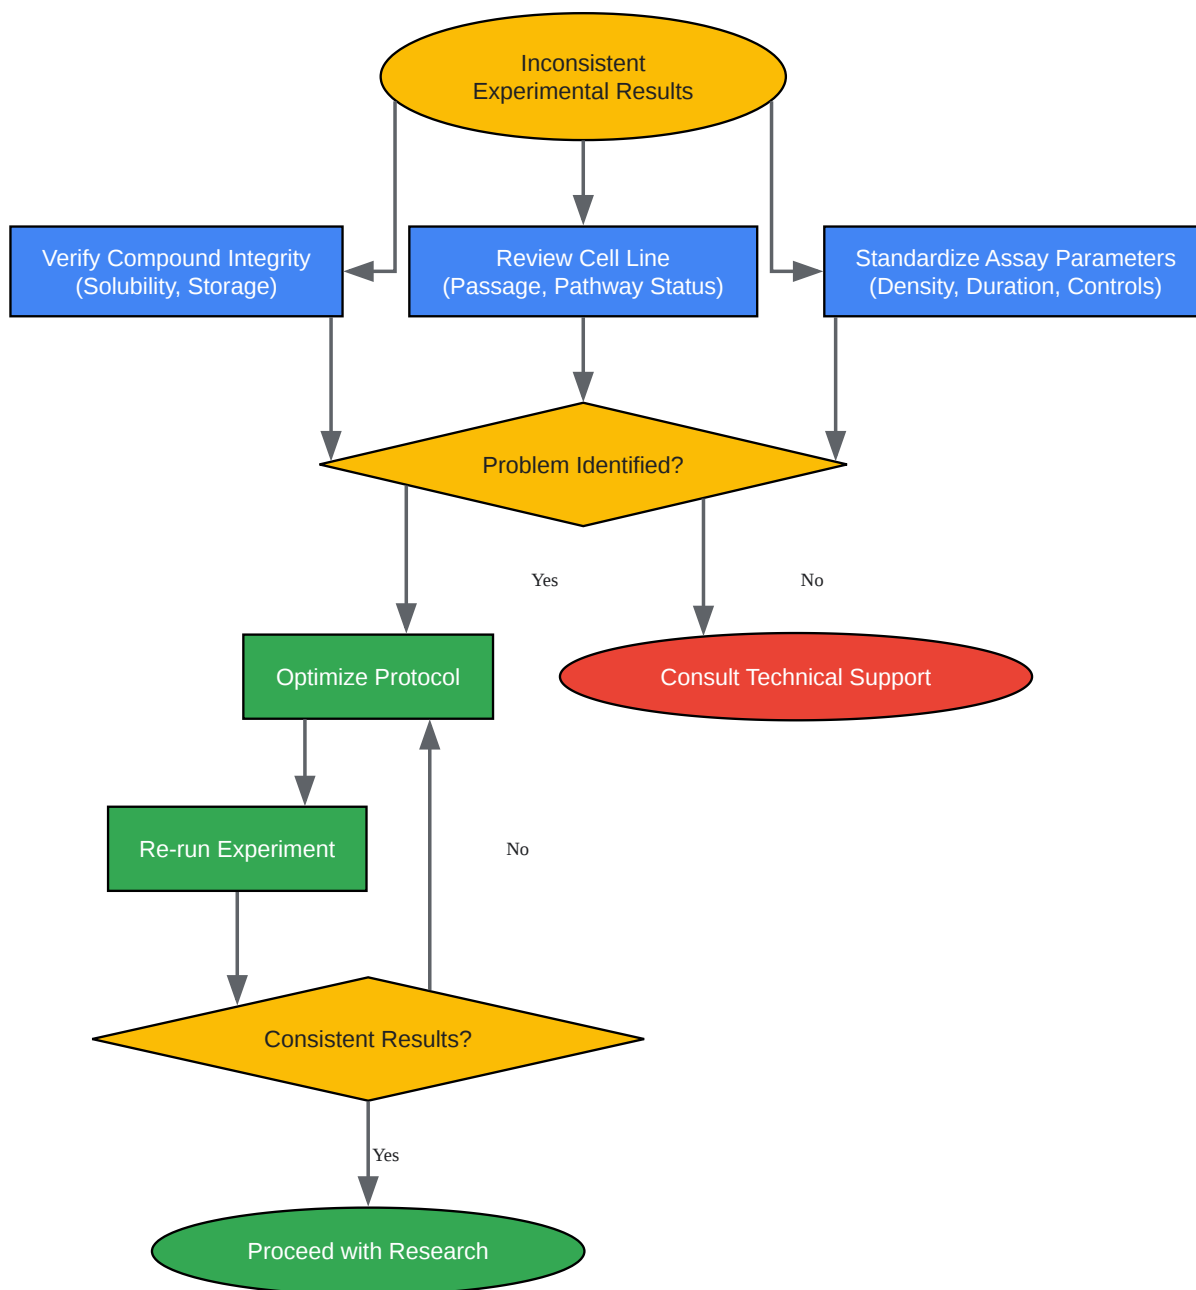 Inconsistent
Experimental Results
Verify Compound Integrity
(Solubility, Storage)
Review Cell Line
(Passage, Pathway Status)
Standardize Assay Parameters
(Density, Duration, Controls)
Problem Identified?
Yes
No
Optimize Protocol
Consult Technical Support
Re-run Experiment
No
Consistent Results?
Yes
Proceed with Research